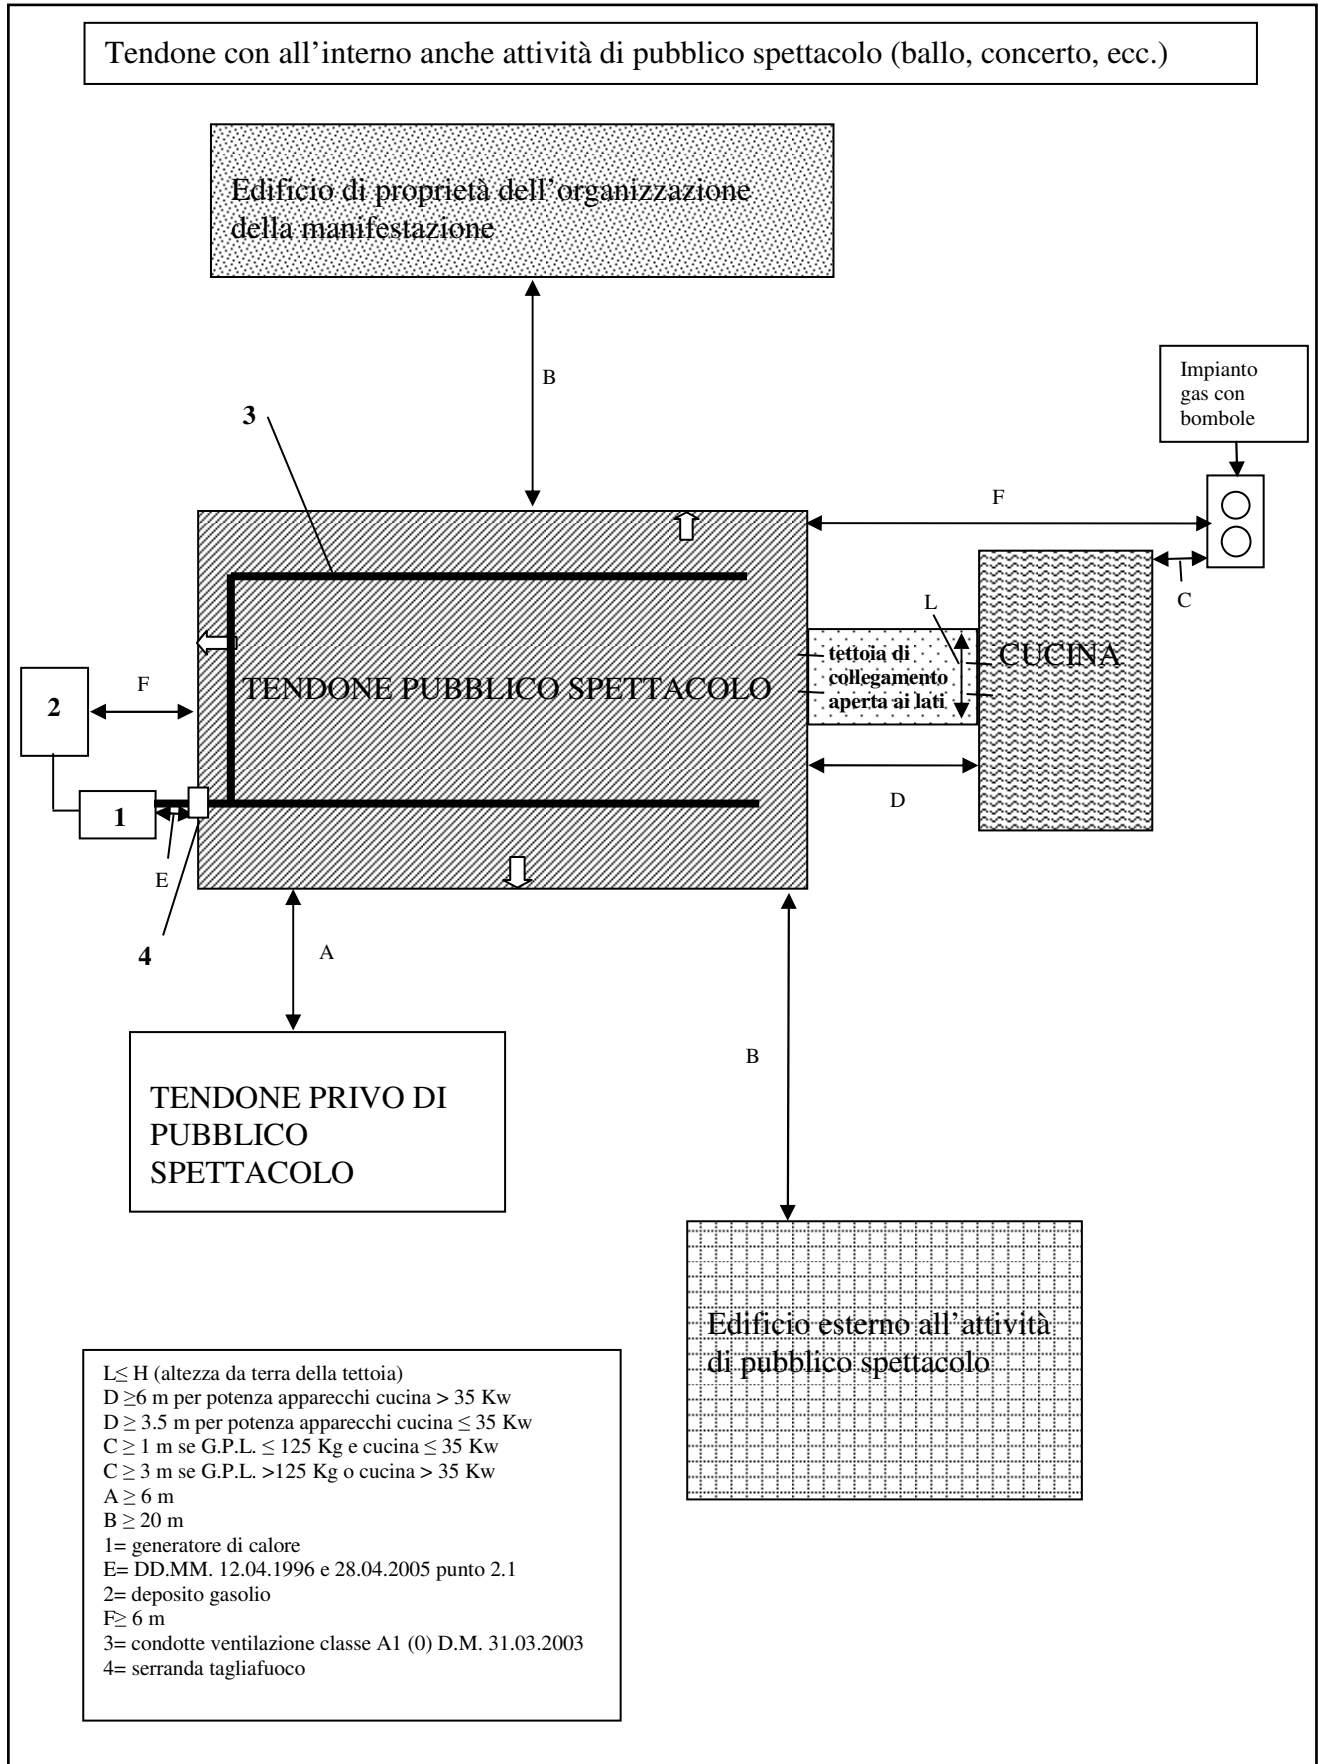 Tendone con all’interno anche attività di pubblico spettacolo (ballo, concerto, ecc.)
Edificio di proprietà dell’organizzazione
della manifestazione
B
Impianto
gas con
bombole
3
F
C
L
tettoia di
collegamento
aperta ai lati
CUCINA
TENDONE PUBBLICO SPETTACOLO
F
2
D
1
E
4
A
B
TENDONE PRIVO DI
PUBBLICO
SPETTACOLO
Edificio esterno all’attività
di pubblico spettacolo
L≤ H (altezza da terra della tettoia)
D ≥6 m per potenza apparecchi cucina > 35 Kw
D ≥ 3.5 m per potenza apparecchi cucina ≤ 35 Kw
C ≥ 1 m se G.P.L. ≤ 125 Kg e cucina ≤ 35 Kw
C ≥ 3 m se G.P.L. >125 Kg o cucina > 35 Kw
A ≥ 6 m
B ≥ 20 m
1= generatore di calore
E= DD.MM. 12.04.1996 e 28.04.2005 punto 2.1
2= deposito gasolio
F≥ 6 m
3= condotte ventilazione classe A1 (0) D.M. 31.03.2003
4= serranda tagliafuoco